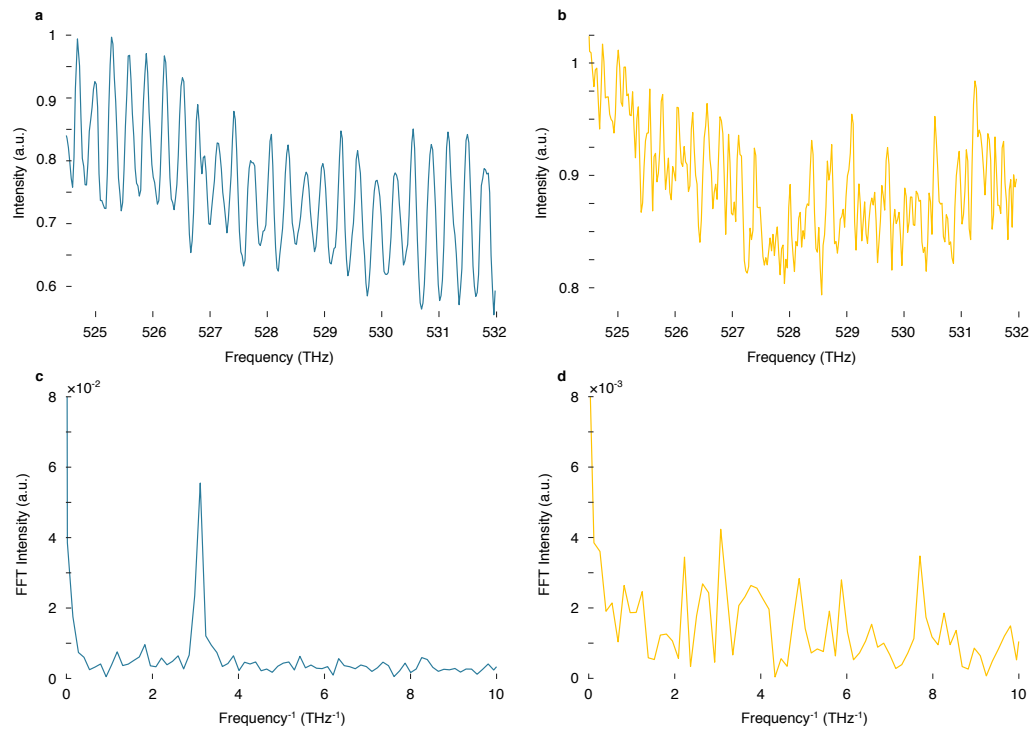 a
1
0.9
0.8
0.7
0.6
Intensity (a.u.)
525 526 527 528 529 530 531 532
Frequency (THz)
b
1
0.9
0.8
Intensity (a.u.)
525 526 527 528 529 530 531 532
Frequency (THz)
c
×10⁻²
8
6
4
2
0
FFT Intensity (a.u.)
0 2 4 6 8 10
Frequency⁻¹ (THz⁻¹)
d
×10⁻³
8
6
4
2
0
FFT Intensity (a.u.)
0 2 4 6 8 10
Frequency⁻¹ (THz⁻¹)